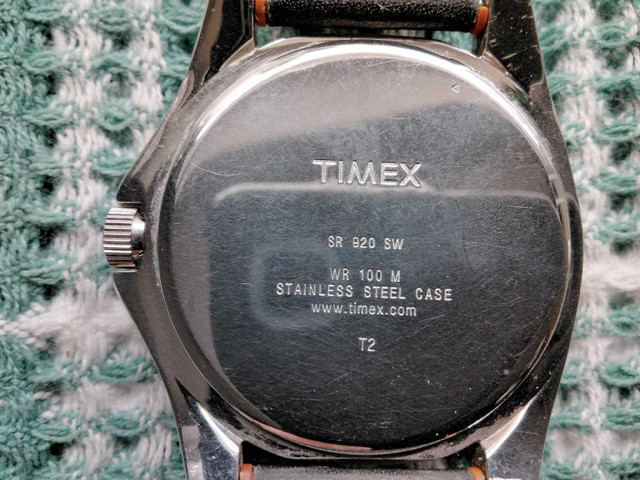 TIMEX
SR 920 SW
WR 100 M
STAINLESS STEEL CASE
www.timex.com
T2